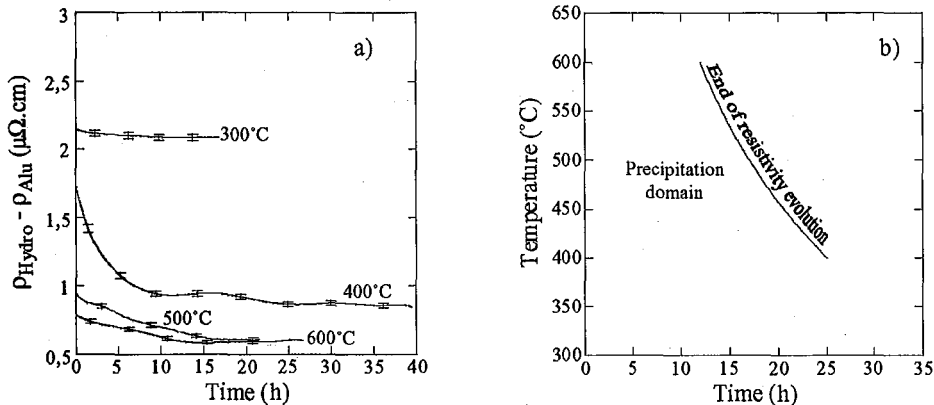 a)
3
2,5
2
1,5
1
0,5
ρHydro - ρAlu (μΩ.cm)
300°C
400°C
500°C
600°C
0 5 10 15 20 25 30 35 40
Time (h)
b)
650
600
550
500
450
400
350
300
Temperature (°C)
Precipitation
domain
End of resistivity evolution
0 5 10 15 20 25 30 35
Time (h)